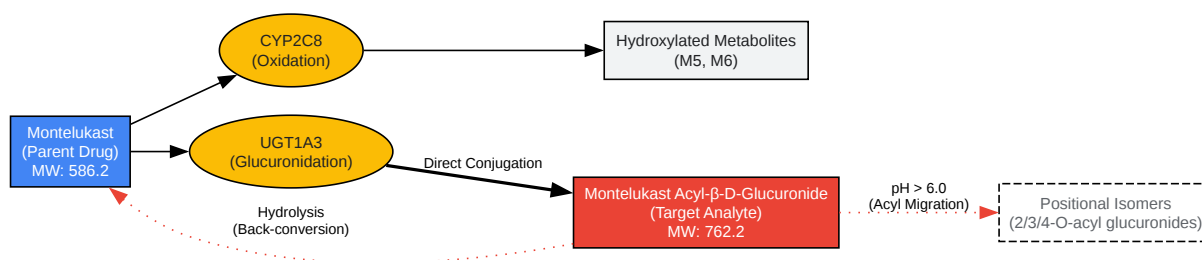 CYP2C8
(Oxidation)
Hydroxylated Metabolites
(M5, M6)
Montelukast
(Parent Drug)
MW: 586.2
UGT1A3
(Glucuronidation)
Direct Conjugation
Montelukast Acyl-β-D-Glucuronide
(Target Analyte)
MW: 762.2
pH > 6.0
(Acyl Migration)
Positional Isomers
(2/3/4-O-acyl glucuronides)
Hydrolysis
(Back-conversion)